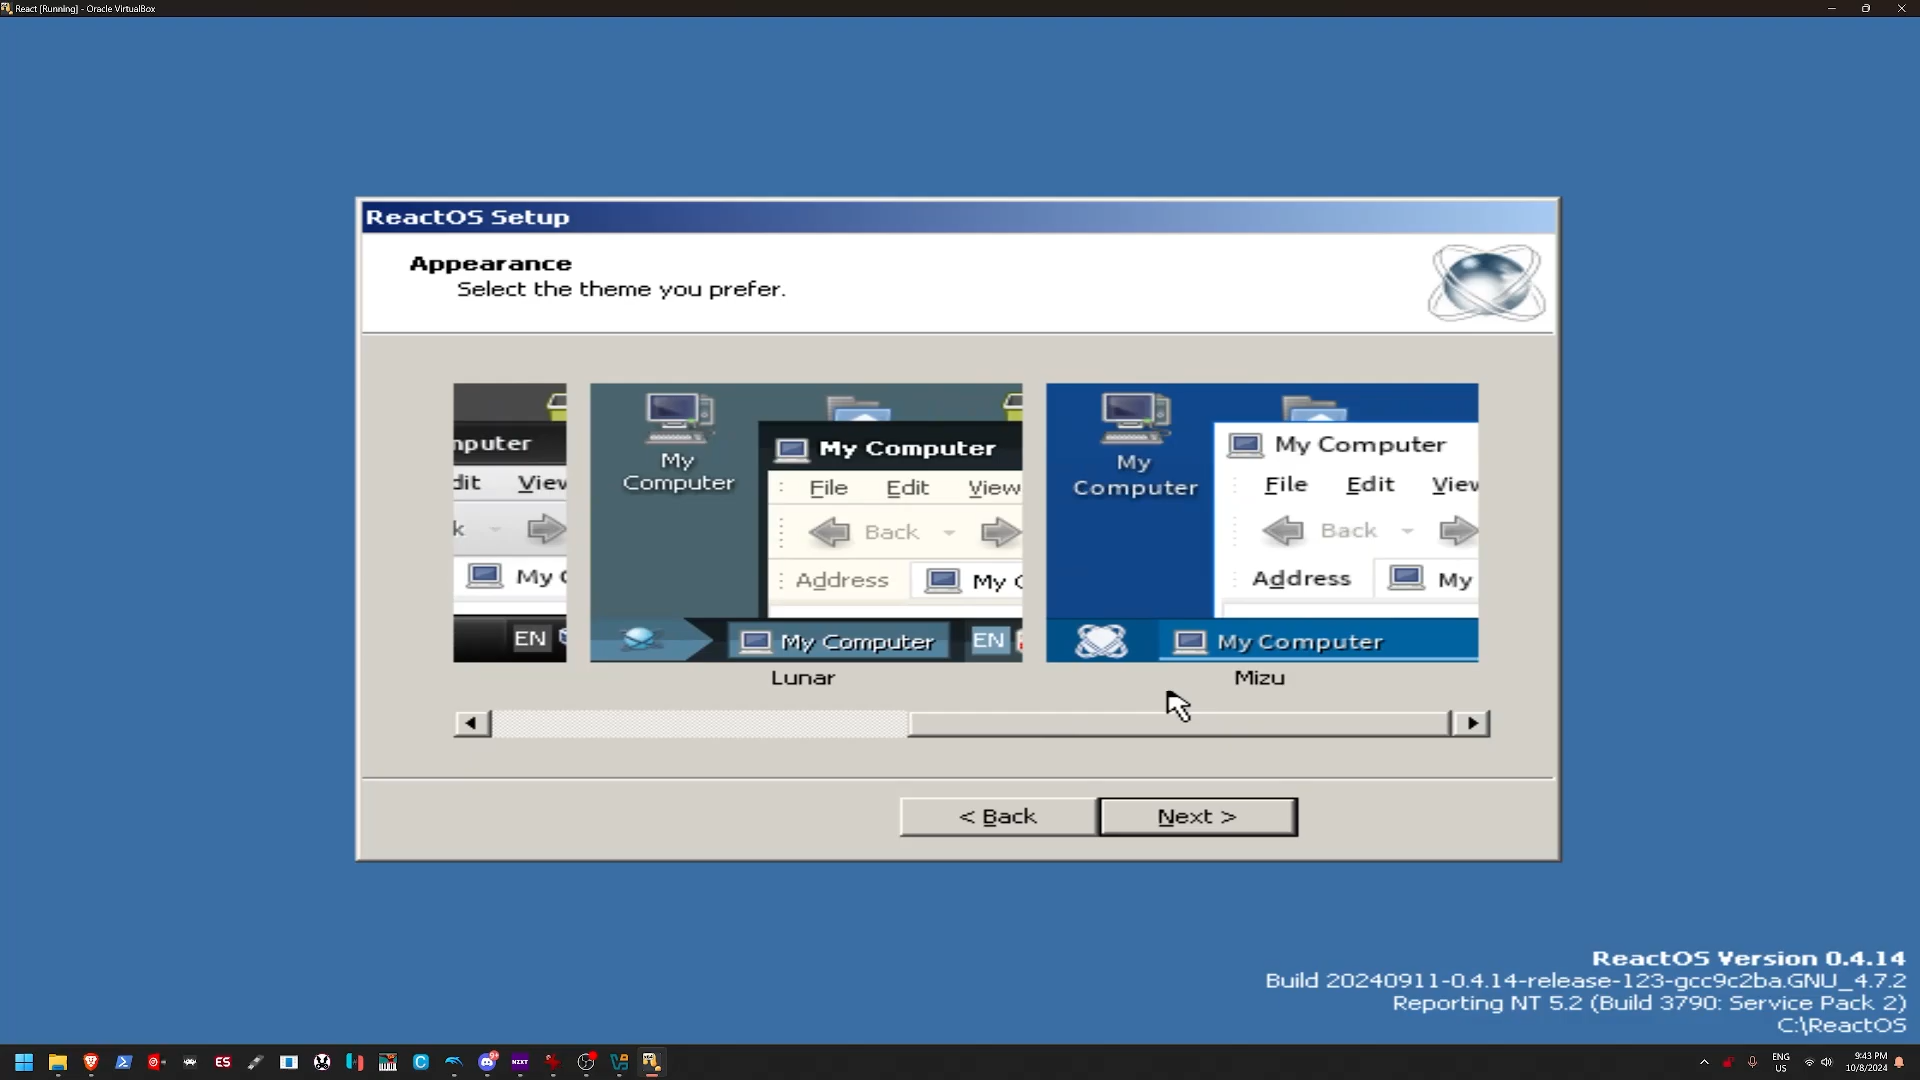 React [Running] - Oracle VirtualBox
ReactOS Setup
Appearance
Select the theme you prefer.
mputer
dit View
k
My C
EN
My
Computer
My Computer
File Edit View
Back
Address My C
My Computer EN
Lunar
My
Computer
My Computer
File Edit View
Back
Address My
My Computer
Mizu
< Back Next >
ReactOS Version 0.4.14
Build 20240911-0.4.14-release-123-gcc9c2ba.GNU_4.7.2
Reporting NT 5.2 (Build 3790: Service Pack 2)
C:\ReactOS
ES
NZXT
ENG
US
9:43 PM
10/8/2024